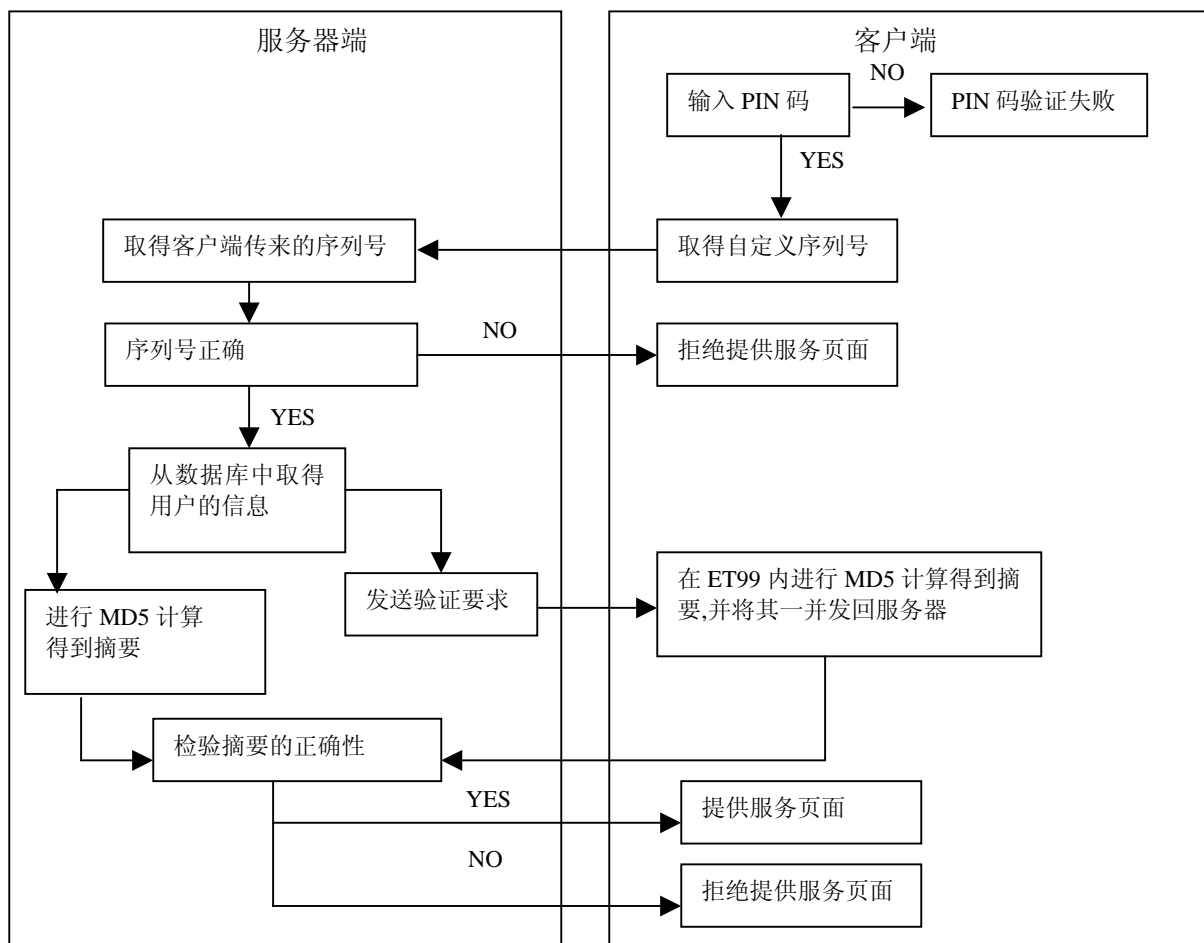 服务器端
客户端
NO
输入 PIN 码
PIN 码验证失败
YES
取得客户端传来的序列号
取得自定义序列号
NO
序列号正确
拒绝提供服务页面
YES
从数据库中取得
用户的信息
发送验证要求
在 ET99 内进行 MD5 计算得到摘
要,并将其一并发回服务器
进行 MD5 计算
得到摘要
检验摘要的正确性
YES
提供服务页面
NO
拒绝提供服务页面